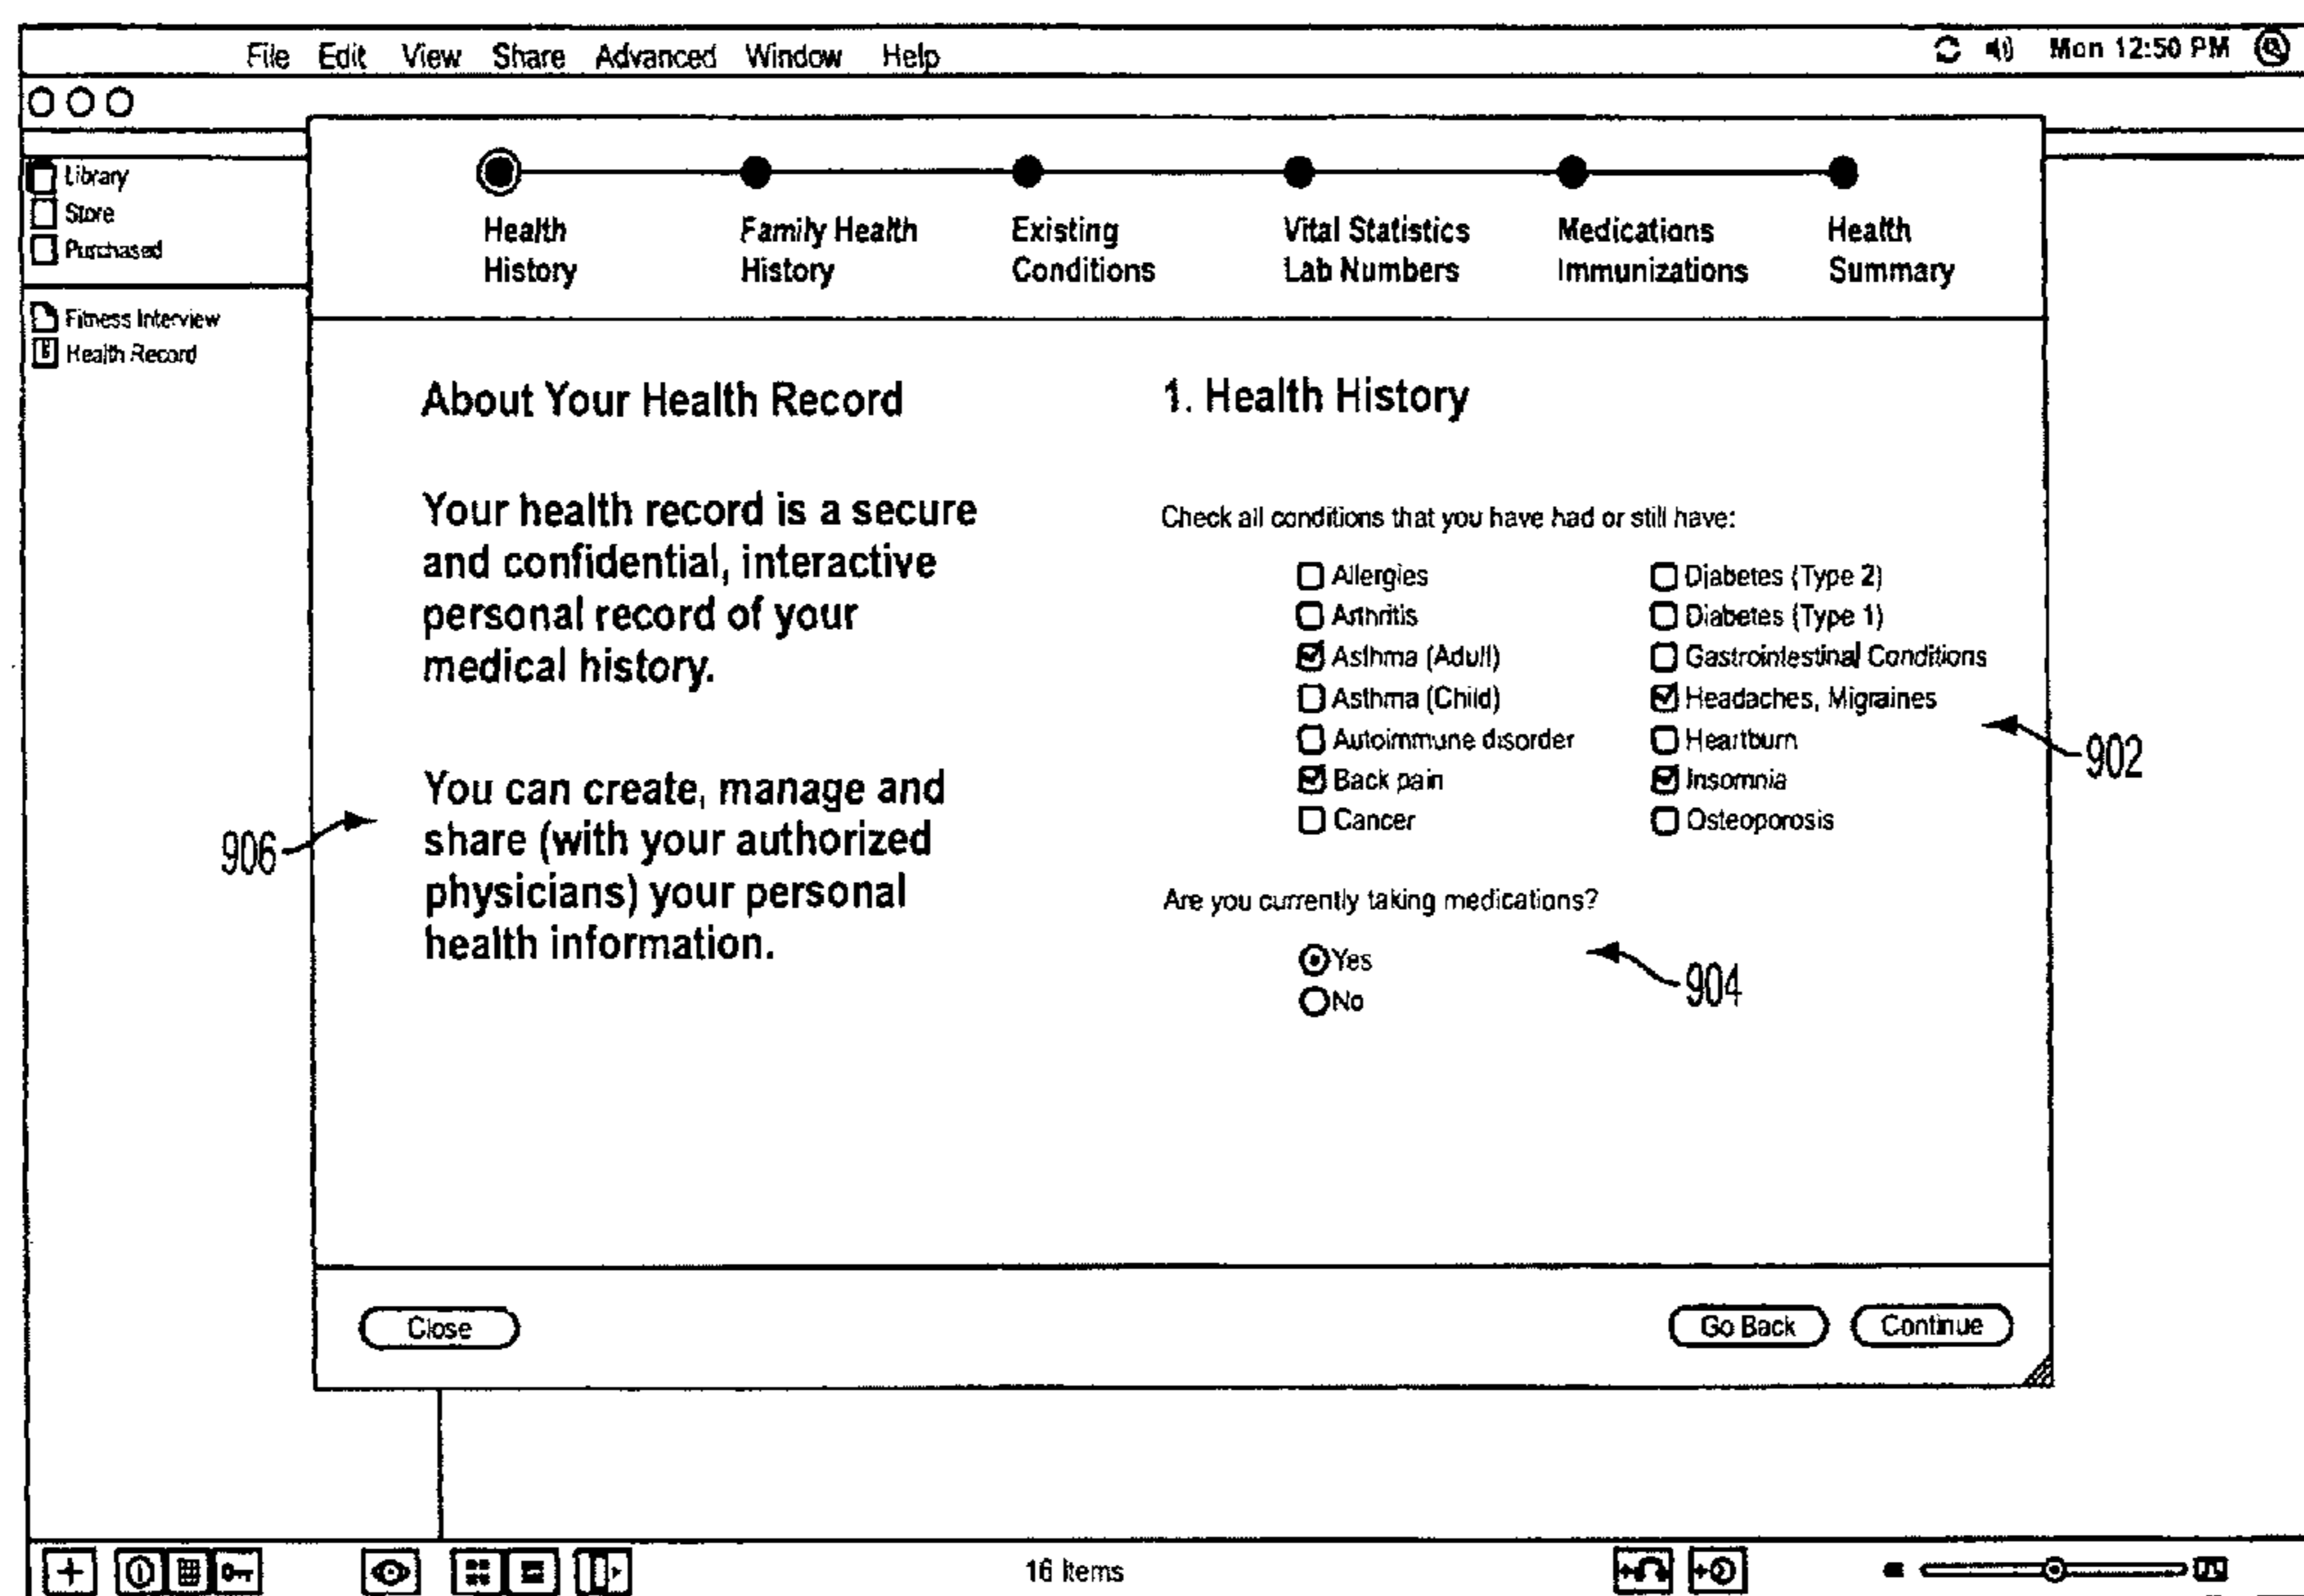 File Edit View Share Advanced Window Help
Mon 12:50 PM
Library
Store
Purchased
Fitness Interview
Health Record
Health
History
Family Health
History
Existing
Conditions
Vital Statistics
Lab Numbers
Medications
Immunizations
Health
Summary
About Your Health Record
Your health record is a secure
and confidential, interactive
personal record of your
medical history.
You can create, manage and
share (with your authorized
physicians) your personal
health information.
906
1. Health History
Check all conditions that you have had or still have:
Allergies
Arthritis
Asthma (Adult)
Asthma (Child)
Autoimmune disorder
Back pain
Cancer
Diabetes (Type 2)
Diabetes (Type 1)
Gastrointestinal Conditions
Headaches, Migraines
Heartburn
Insomnia
Osteoporosis
902
Are you currently taking medications?
Yes
No
904
Close
Go Back
Continue
16 Items